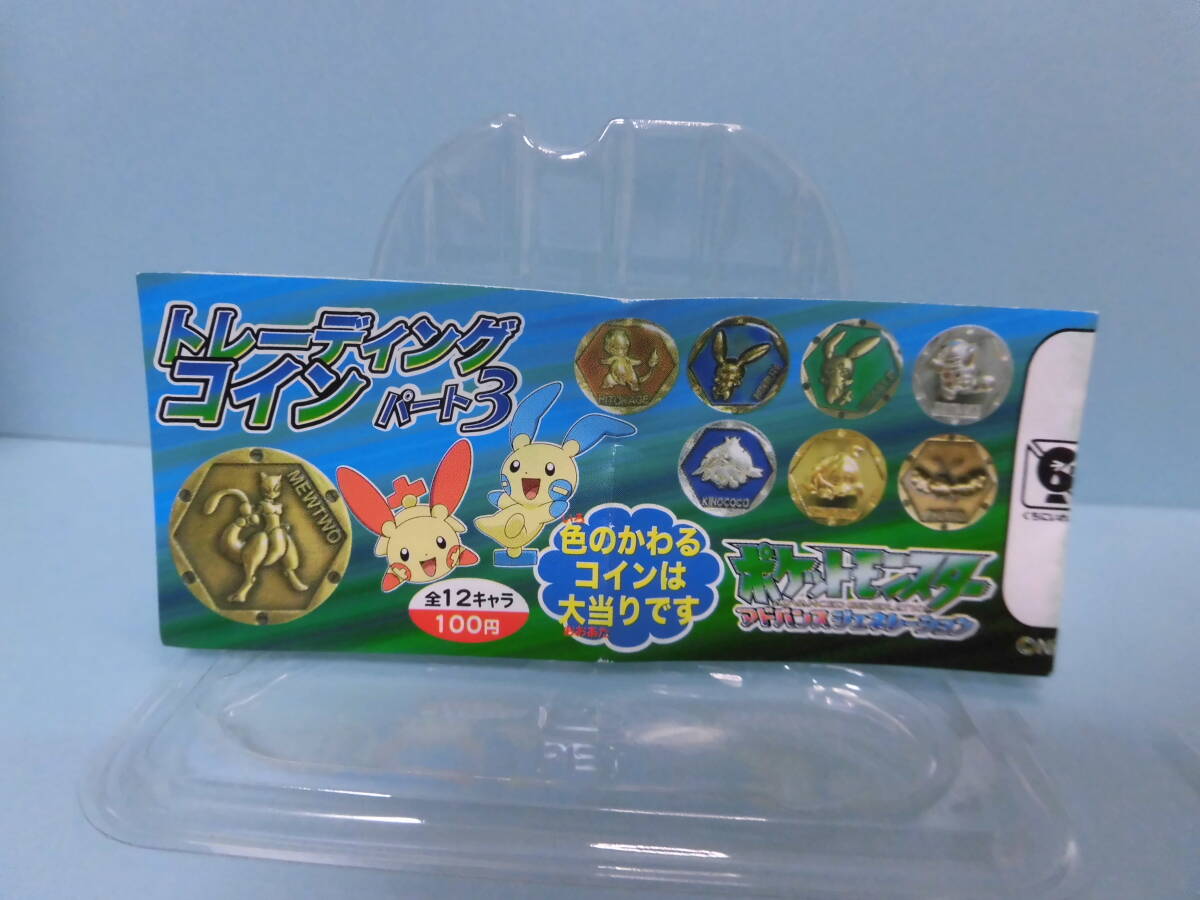 トレーディング
コイン パート3
MEWTWO
HITOKAGE
KINOCOCO
全12キャラ
100円
いろ
色のかわる
コインは
大当りです
ポケットモンスター
アドバンスジェネレーション
©N